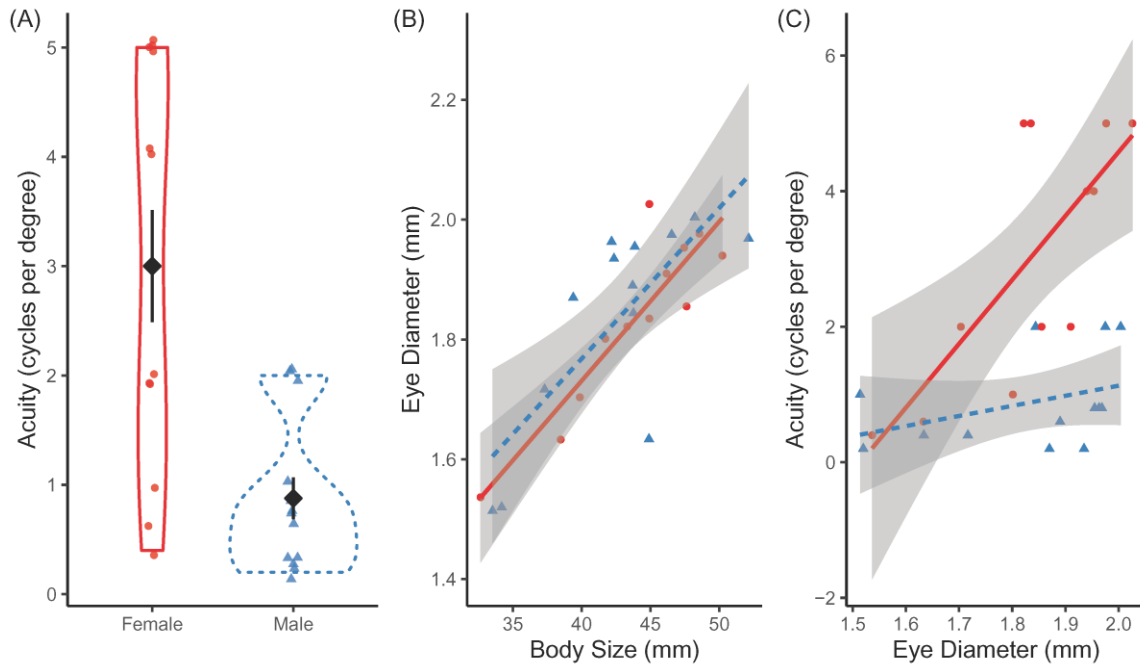 (A)
Acuity (cycles per degree)
5
4
3
2
1
0
Female
Male
(B)
Eye Diameter (mm)
2.2
2.0
1.8
1.6
1.4
35
40
45
50
Body Size (mm)
(C)
Acuity (cycles per degree)
6
4
2
0
−2
1.5
1.6
1.7
1.8
1.9
2.0
Eye Diameter (mm)